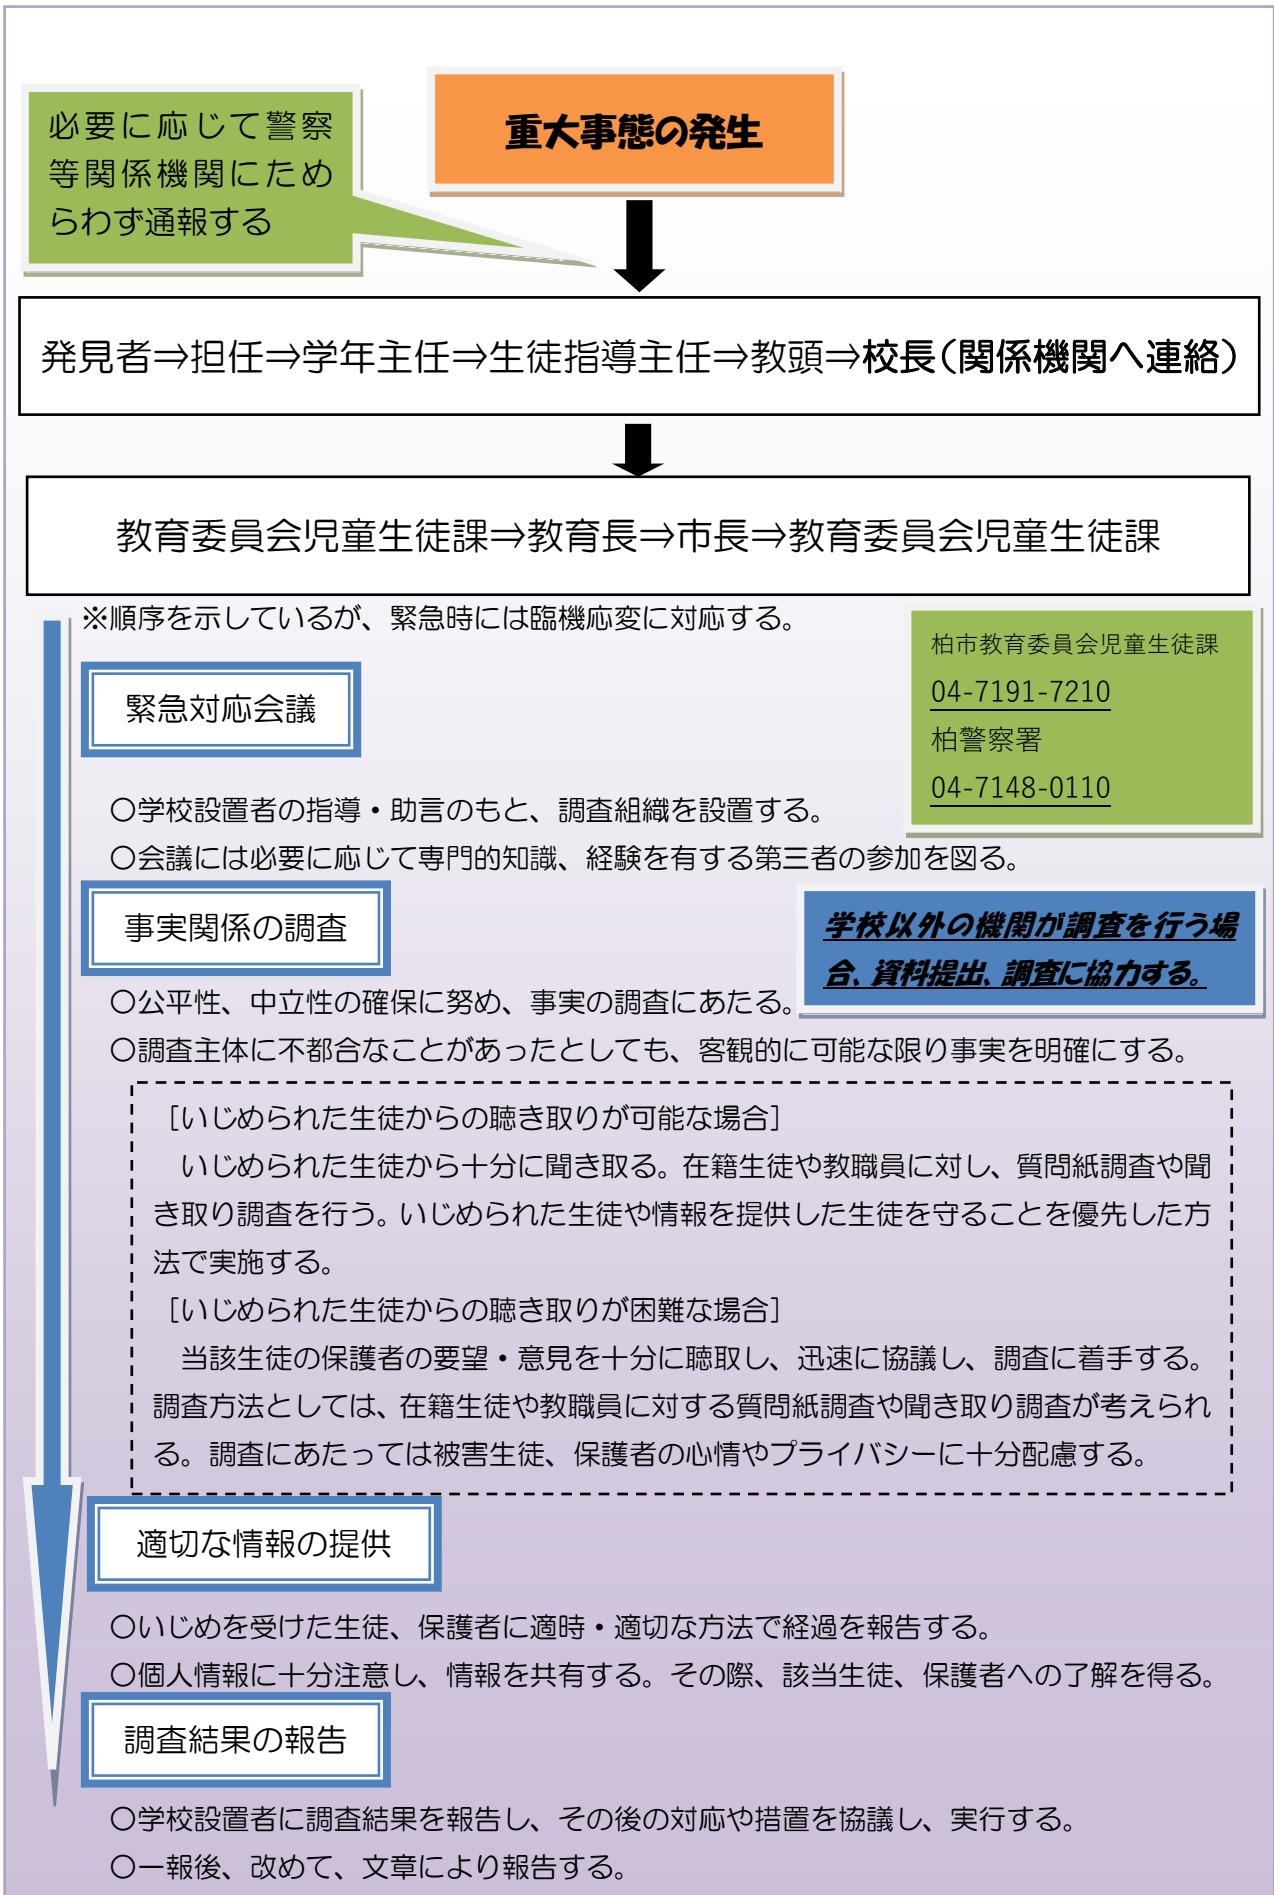 必要に応じて警察
等関係機関にため
らわず通報する
重大事態の発生
発見者⇒担任⇒学年主任⇒生徒指導主任⇒教頭⇒校長(関係機関へ連絡)
教育委員会児童生徒課⇒教育長⇒市長⇒教育委員会児童生徒課
※順序を示しているが、緊急時には臨機応変に対応する。
柏市教育委員会児童生徒課
04-7191-7210
柏警察署
04-7148-0110
緊急対応会議
○学校設置者の指導・助言のもと、調査組織を設置する。
○会議には必要に応じて専門的知識、経験を有する第三者の参加を図る。
事実関係の調査
学校以外の機関が調査を行う場
合、資料提出、調査に協力する。
○公平性、中立性の確保に努め、事実の調査にあたる。
○調査主体に不都合なことがあったとしても、客観的に可能な限り事実を明確にする。
[いじめられた生徒からの聴き取りが可能な場合]
いじめられた生徒から十分に聞き取る。在籍生徒や教職員に対し、質問紙調査や聞
き取り調査を行う。いじめられた生徒や情報を提供した生徒を守ることを優先した方
法で実施する。
[いじめられた生徒からの聴き取りが困難な場合]
当該生徒の保護者の要望・意見を十分に聴取し、迅速に協議し、調査に着手する。
調査方法としては、在籍生徒や教職員に対する質問紙調査や聞き取り調査が考えられ
る。調査にあたっては被害生徒、保護者の心情やプライバシーに十分配慮する。
適切な情報の提供
○いじめを受けた生徒、保護者に適時・適切な方法で経過を報告する。
○個人情報に十分注意し、情報を共有する。その際、該当生徒、保護者への了解を得る。
調査結果の報告
○学校設置者に調査結果を報告し、その後の対応や措置を協議し、実行する。
○一報後、改めて、文章により報告する。